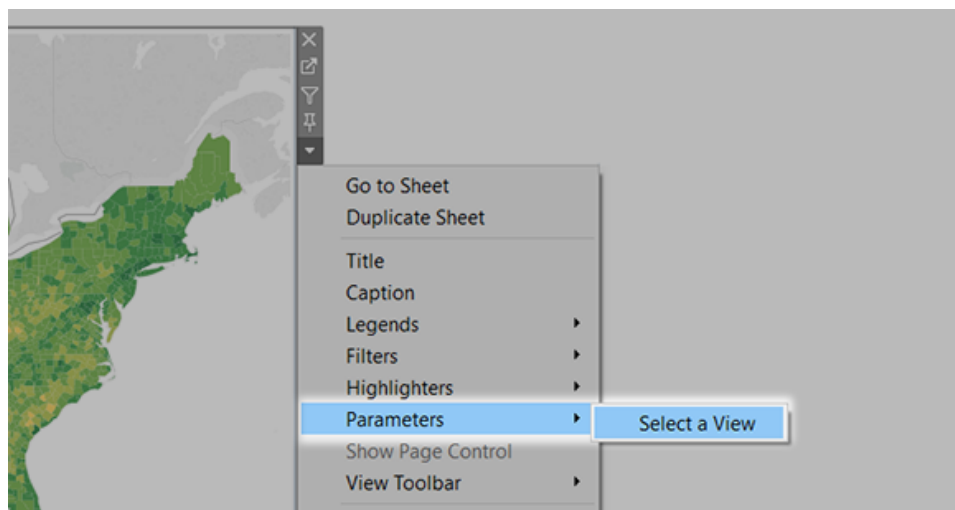 Go to Sheet
Duplicate Sheet
Title
Caption
Legends
Filters
Highlighters
Parameters
Select a View
Show Page Control
View Toolbar